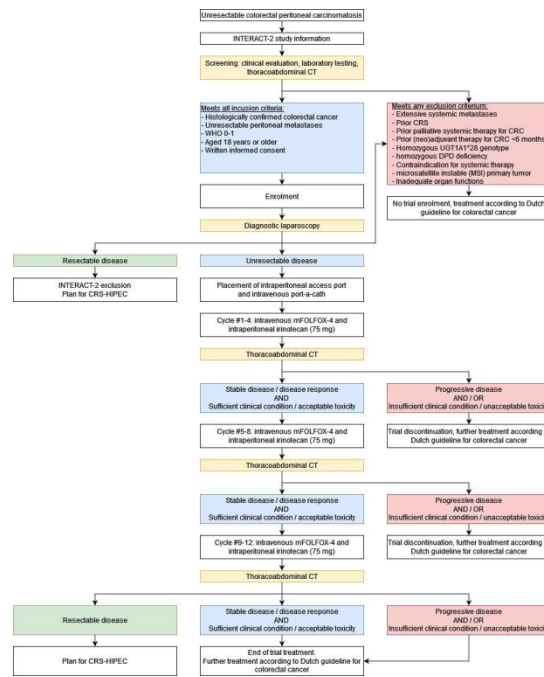 Unresectable colorectal peritoneal carcinomatosis
INTERACT-2 study information
Screening: clinical evaluation, laboratory testing,
thoracoabdominal CT
Meets all incusion criteria:
- Histologically confirmed colorectal cancer
- Unresectable peritoneal metastases
- WHO 0-1
- Aged 18 years or older
- Written informed consent
Meets any exclusion criterium:
- Extensive systemic metastases
- Prior CRS
- Prior palliative systemic therapy for CRC
- Prior (neo)adjuvant therapy for CRC <6 months
- Homozygous UGT1A1*28 genotype
- homozygous DPD deficiency
- Contraindication for systemic therapy
- microsatellite instable (MSI) primary tumor
- Inadequate organ functions
Enrolment
No trial enrolment, treatment according to Dutch
guideline for colorectal cancer
Diagnostic laparoscopy
Resectable disease
Unresectable disease
INTERACT-2 exclusion
Plan for CRS-HIPEC
Placement of intraperitoneal access port
and intravenous port-a-cath
Cycle #1-4: intravenous mFOLFOX-4 and
intraperitoneal irinotecan (75 mg)
Thoracoabdominal CT
Stable disease / disease response
AND
Sufficient clinical condition / acceptable toxicity
Progressive disease
AND / OR
Insufficient clinical condition / unacceptable toxicity
Cycle #5-8: intravenous mFOLFOX-4 and
intraperitoneal irinotecan (75 mg)
Trial discontinuation, further treatment according to
Dutch guideline for colorectal cancer
Thoracoabdominal CT
Stable disease / disease response
AND
Sufficient clinical condition / acceptable toxicity
Progressive disease
AND / OR
Insufficient clinical condition / unacceptable toxicity
Cycle #9-12: intravenous mFOLFOX-4 and
intraperitoneal irinotecan (75 mg)
Trial discontinuation, further treatment according to
Dutch guideline for colorectal cancer
Thoracoabdominal CT
Resectable disease
Stable disease / disease response
AND
Sufficient clinical condition / acceptable toxicity
Progressive disease
AND / OR
Insufficient clinical condition / unacceptable toxicity
Plan for CRS-HIPEC
End of trial treatment.
Further treatment according to Dutch guideline for
colorectal cancer